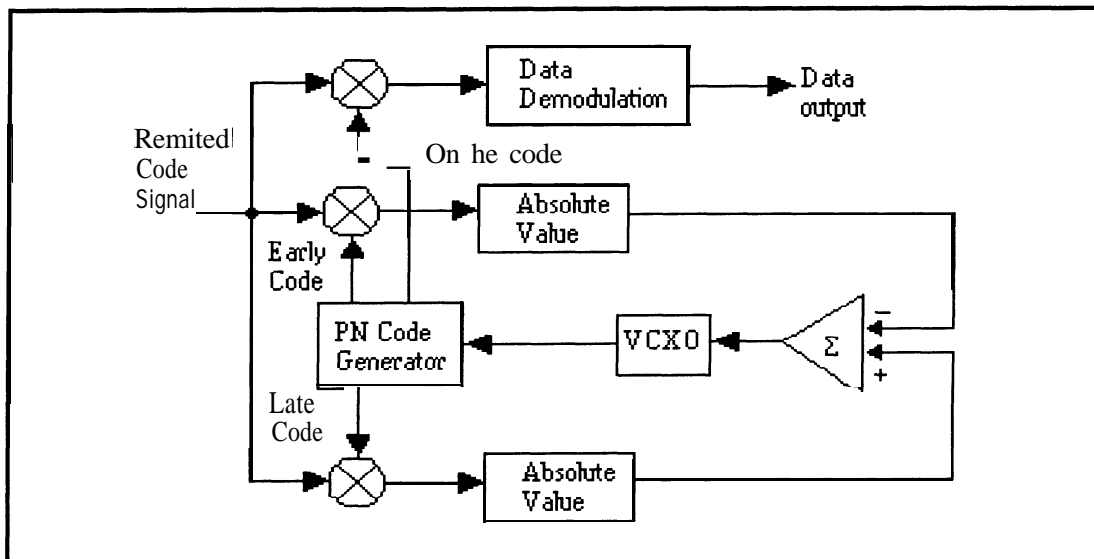 Data
Demodulation
Data
output
Remited
Code
Signal
On he code
Absolute
Value
Early
Code
PN Code
Generator
VCXO
Σ
−
+
Late
Code
Absolute
Value